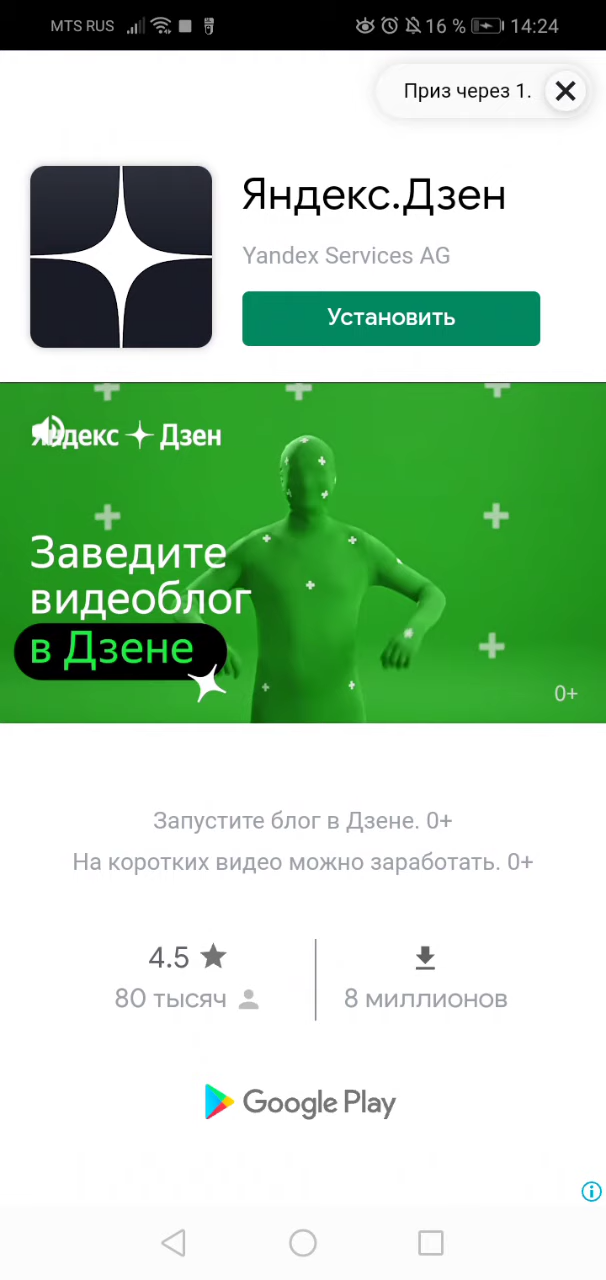 MTS RUS 16 % 14:24
Приз через 1.
Яндекс.Дзен
Yandex Services AG
Установить
Яндекс Дзен
Заведите
видеоблог
в Дзене
0+
Запустите блог в Дзене. 0+
На коротких видео можно заработать. 0+
4.5
80 тысяч
8 миллионов
Google Play